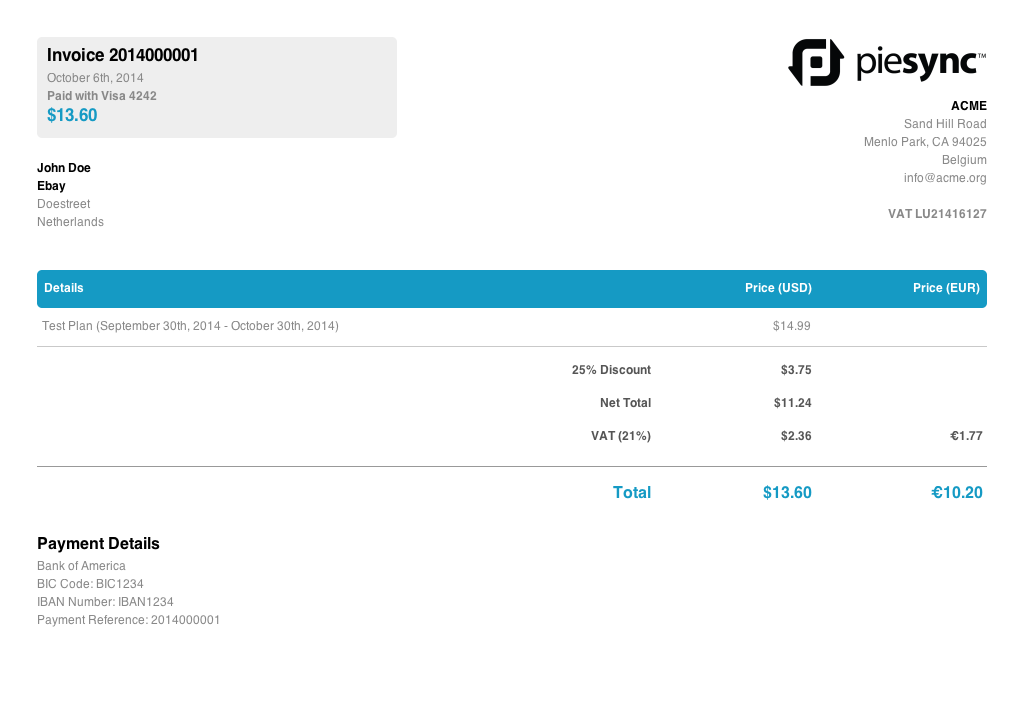 Invoice 2014000001
October 6th, 2014
Paid with Visa 4242
$13.60
piesync™
ACME
Sand Hill Road
Menlo Park, CA 94025
Belgium
info@acme.org
VAT LU21416127
John Doe
Ebay
Doestreet
Netherlands
Details Price (USD) Price (EUR)
Test Plan (September 30th, 2014 - October 30th, 2014) $14.99
25% Discount $3.75
Net Total $11.24
VAT (21%) $2.36 €1.77
Total $13.60 €10.20
Payment Details
Bank of America
BIC Code: BIC1234
IBAN Number: IBAN1234
Payment Reference: 2014000001